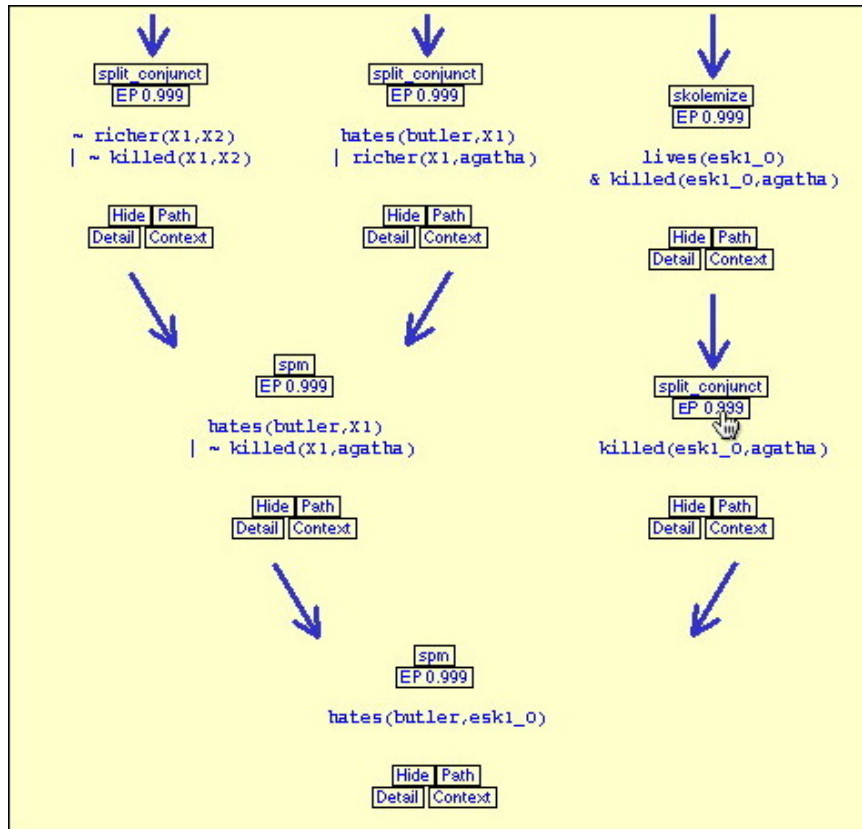 split_conjunct
EP 0.999
~ richer(X1,X2)
| ~ killed(X1,X2)
Hide Path
Detail Context
split_conjunct
EP 0.999
hates(butler,X1)
| richer(X1,agatha)
Hide Path
Detail Context
skolemize
EP 0.999
lives(esk1_0)
& killed(esk1_0,agatha)
Hide Path
Detail Context
spm
EP 0.999
hates(butler,X1)
| ~ killed(X1,agatha)
Hide Path
Detail Context
split_conjunct
EP 0.999
killed(esk1_0,agatha)
Hide Path
Detail Context
spm
EP 0.999
hates(butler,esk1_0)
Hide Path
Detail Context